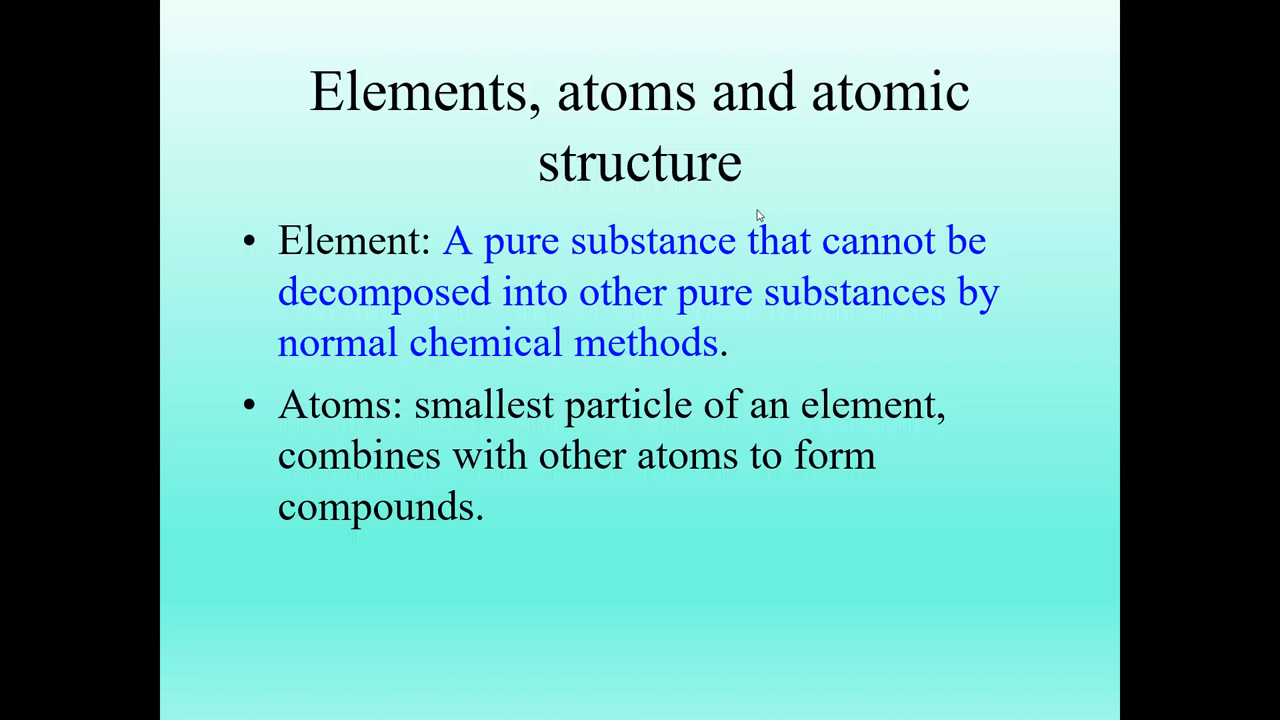 Elements, atoms and atomic
structure
• Element: A pure substance that cannot be
decomposed into other pure substances by
normal chemical methods.
• Atoms: smallest particle of an element,
combines with other atoms to form
compounds.